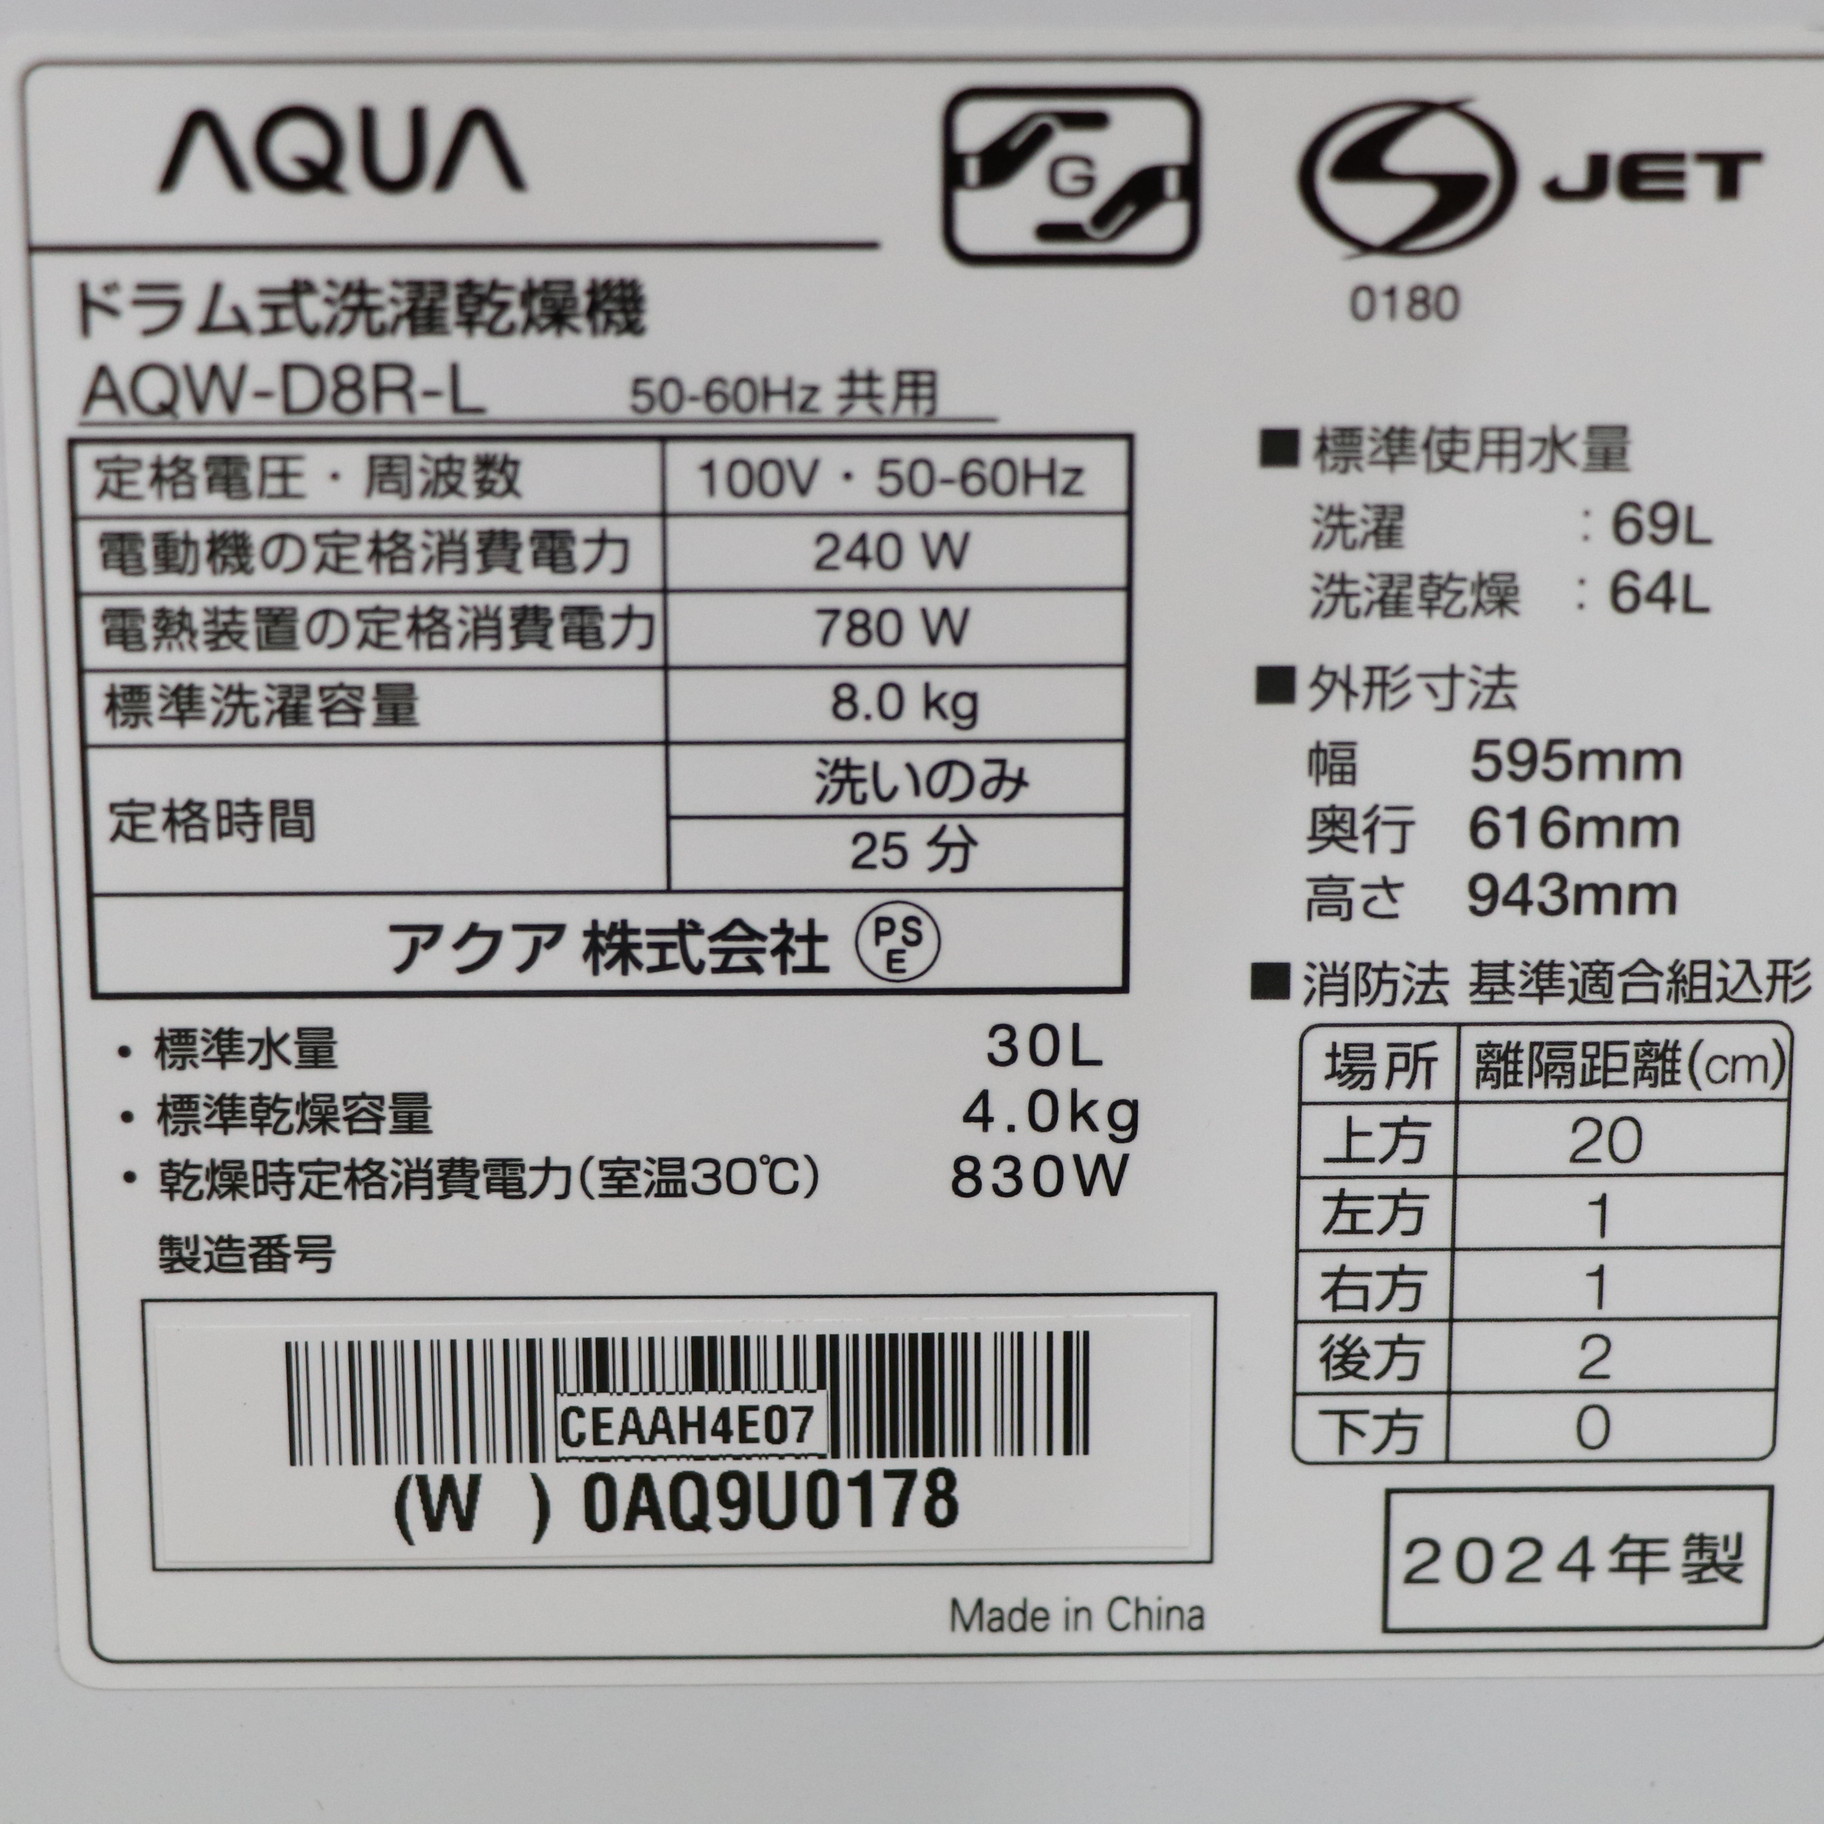 AQUA
G
JET
0180
ドラム式洗濯乾燥機
AQW-D8R-L 50-60Hz 共用
定格電圧・周波数 100V・50-60Hz
電動機の定格消費電力 240 W
電熱装置の定格消費電力 780 W
標準洗濯容量 8.0 kg
定格時間 洗いのみ
25 分
アクア 株式会社 PSE
・標準水量 30L
・標準乾燥容量 4.0kg
・乾燥時定格消費電力(室温30℃) 830W
製造番号
CEAAH4E07
(W ) 0AQ9U0178
Made in China
■標準使用水量
洗濯 : 69L
洗濯乾燥 : 64L
■外形寸法
幅 595mm
奥行 616mm
高さ 943mm
■消防法 基準適合組込形
場所 離隔距離(cm)
上方 20
左方 1
右方 1
後方 2
下方 0
2024年製